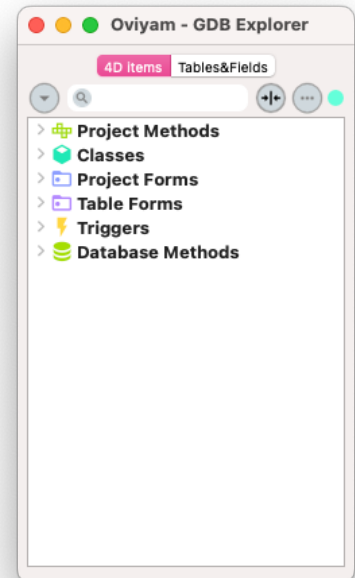 Oviyam - GDB Explorer
4D items Tables&Fields
Project Methods
Classes
Project Forms
Table Forms
Triggers
Database Methods